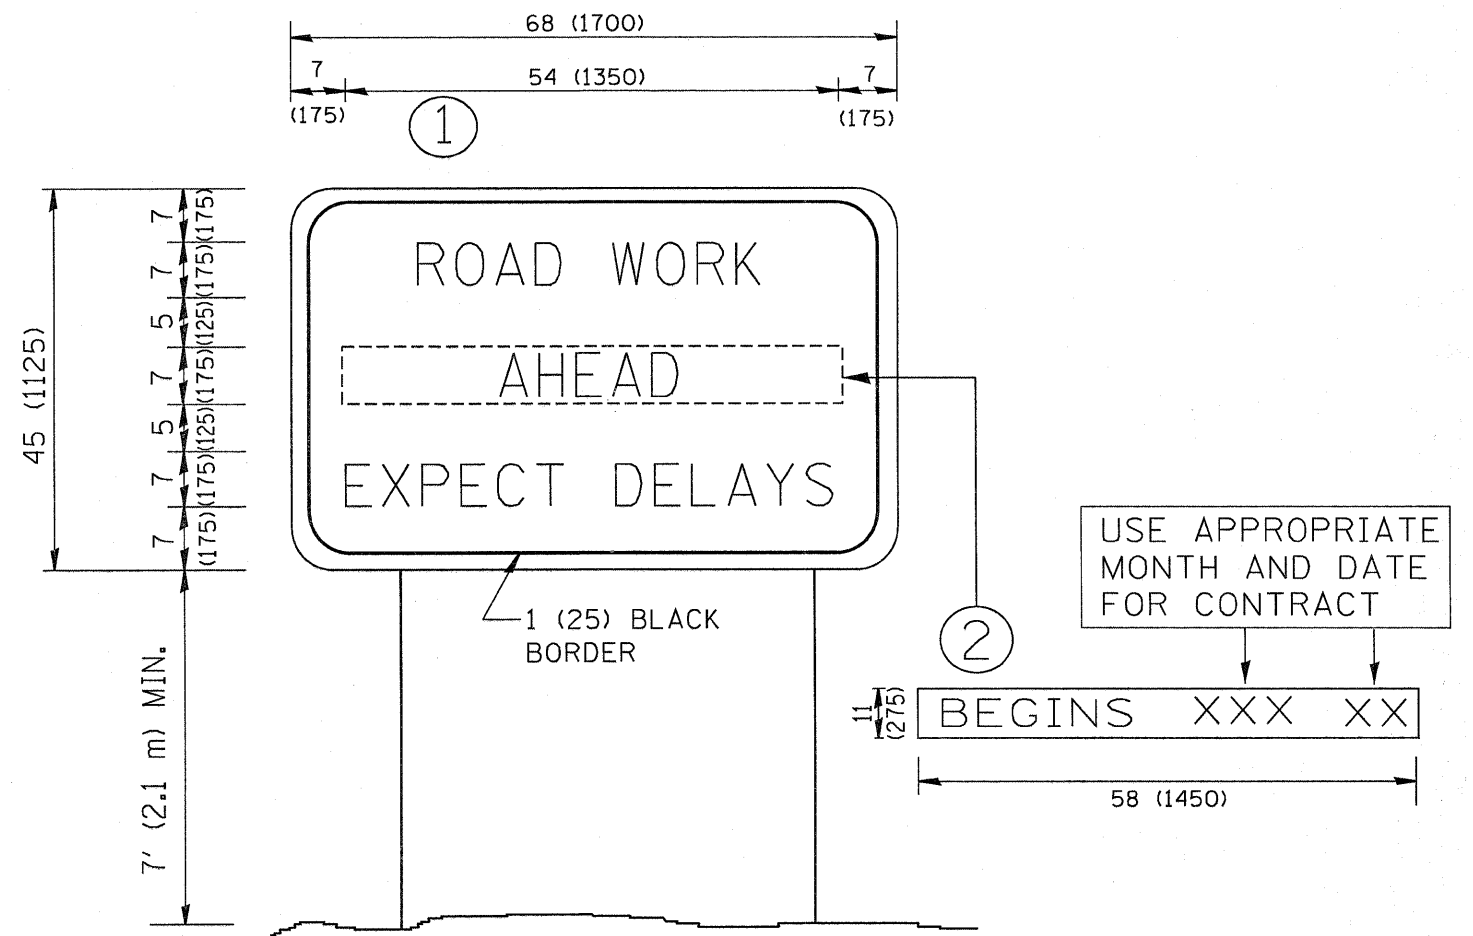 68 (1700)
7
54 (1350)
7
(175)
(175)
1
45 (1125)
7
(175)
7
(175)
5
(125)
7
(175)
5
(125)
7
(175)
7
(175)
ROAD WORK
AHEAD
EXPECT DELAYS
1 (25) BLACK
BORDER
7' (2.1 m) MIN.
USE APPROPRIATE
MONTH AND DATE
FOR CONTRACT
2
11
(275)
BEGINS XXX XX
58 (1450)